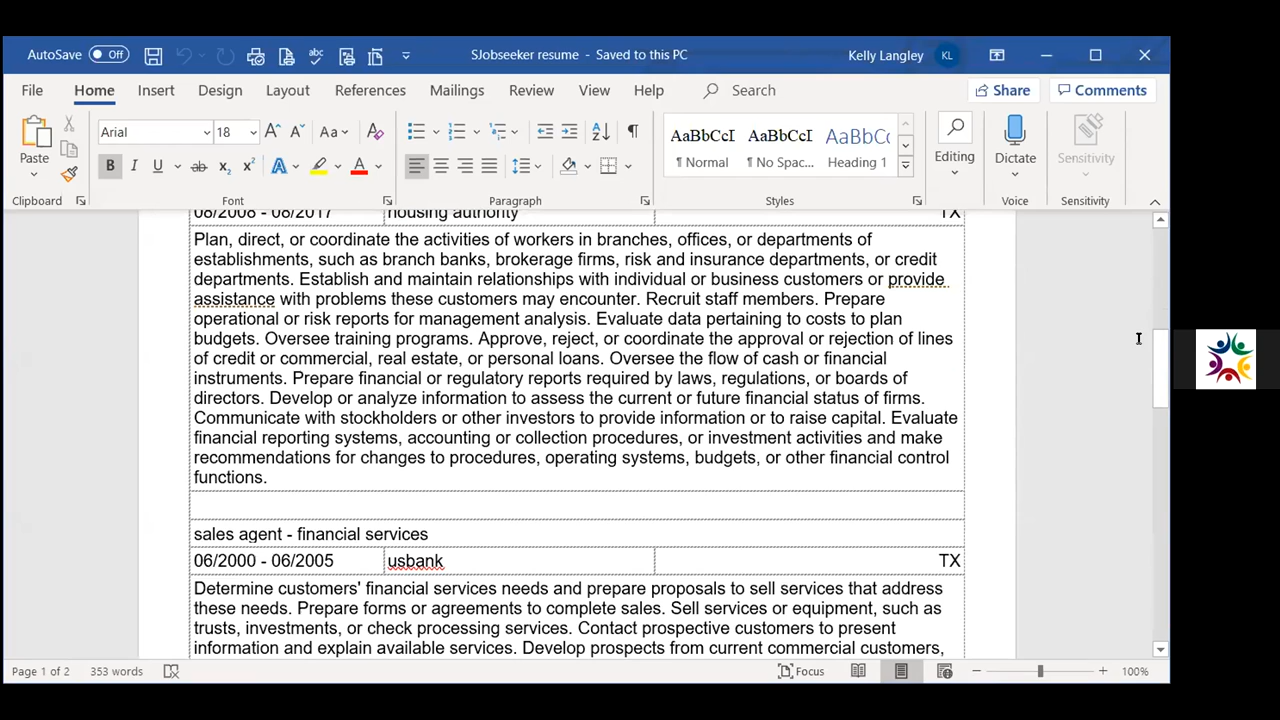 AutoSave Off SJobseeker resume - Saved to this PC Kelly Langley KL
File Home Insert Design Layout References Mailings Review View Help Search Share Comments
Paste Arial 18 Aa AaBbCcI AaBbCcI AaBbCc Editing Dictate Sensitivity
B I U ab x₂ x² A A ¶ Normal ¶ No Spac... Heading 1
Clipboard Font Paragraph Styles Voice Sensitivity
08/2008 - 08/2017 housing authority TX
Plan, direct, or coordinate the activities of workers in branches, offices, or departments of
establishments, such as branch banks, brokerage firms, risk and insurance departments, or credit
departments. Establish and maintain relationships with individual or business customers or provide
assistance with problems these customers may encounter. Recruit staff members. Prepare
operational or risk reports for management analysis. Evaluate data pertaining to costs to plan
budgets. Oversee training programs. Approve, reject, or coordinate the approval or rejection of lines
of credit or commercial, real estate, or personal loans. Oversee the flow of cash or financial
instruments. Prepare financial or regulatory reports required by laws, regulations, or boards of
directors. Develop or analyze information to assess the current or future financial status of firms.
Communicate with stockholders or other investors to provide information or to raise capital. Evaluate
financial reporting systems, accounting or collection procedures, or investment activities and make
recommendations for changes to procedures, operating systems, budgets, or other financial control
functions.
sales agent - financial services
06/2000 - 06/2005 usbank TX
Determine customers' financial services needs and prepare proposals to sell services that address
these needs. Prepare forms or agreements to complete sales. Sell services or equipment, such as
trusts, investments, or check processing services. Contact prospective customers to present
information and explain available services. Develop prospects from current commercial customers,
Page 1 of 2 353 words Focus 100%